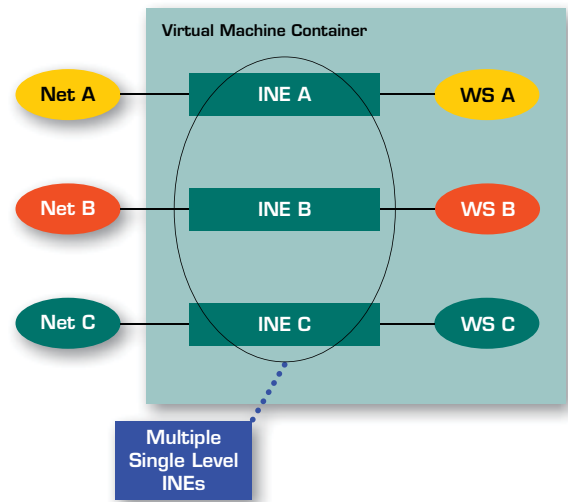 Virtual Machine Container
Net A
INE A
WS A
Net B
INE B
WS B
Net C
INE C
WS C
Multiple
Single Level
INEs